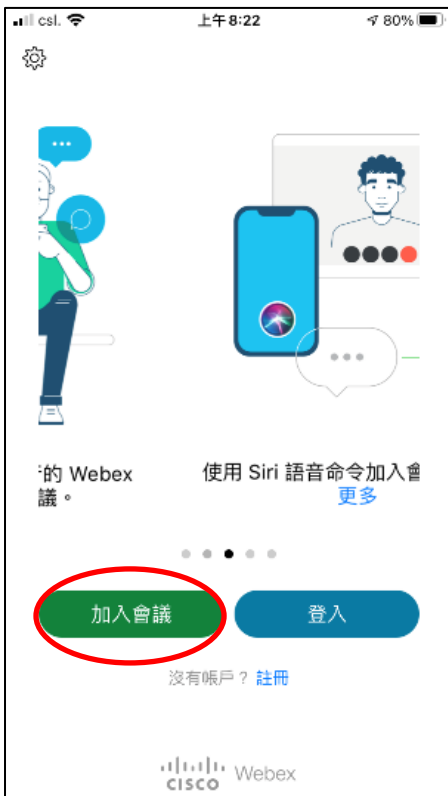 csl. 上午8:22 80%
的 Webex
議。
使用 Siri 語音命令加入會
更多
加入會議
登入
沒有帳戶？ 註冊
CISCO Webex